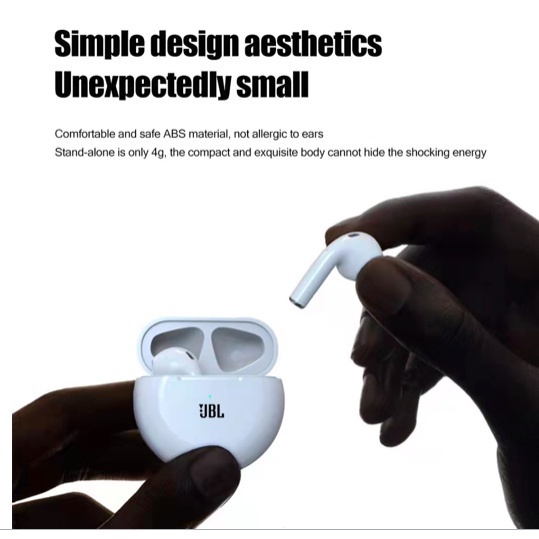 Simple design aesthetics
Unexpectedly small
Comfortable and safe ABS material, not allergic to ears
Stand-alone is only 4g, the compact and exquisite body cannot hide the shocking energy
JBL